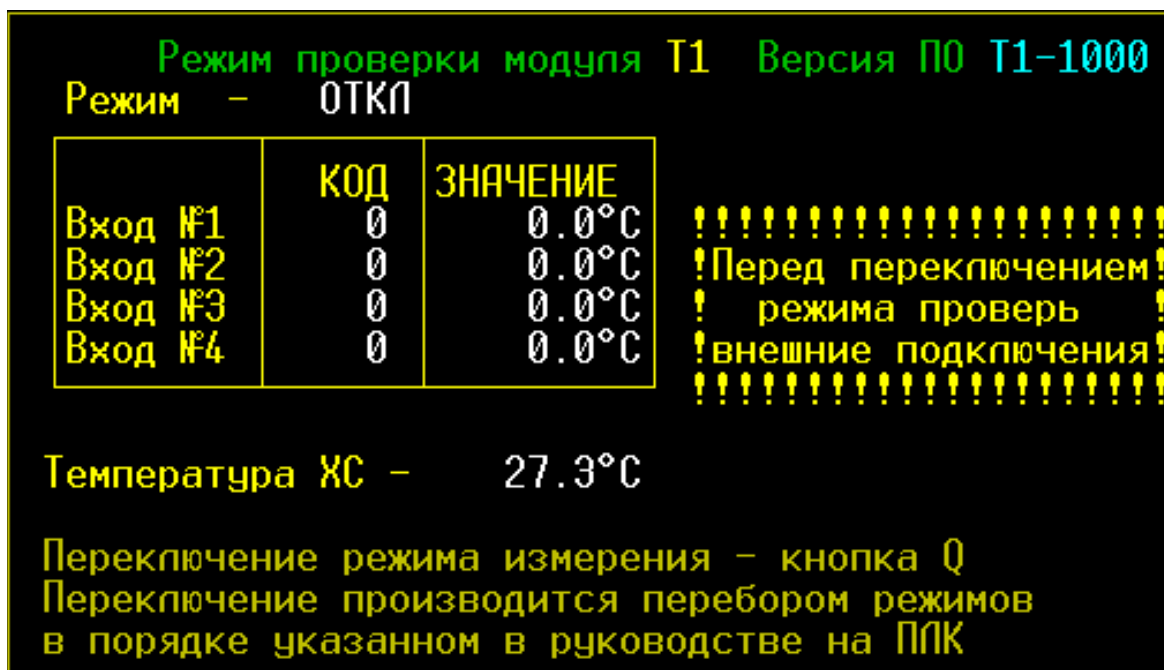 Режим проверки модуля T1 Версия ПО T1-1000
Режим - ОТКЛ
КОД ЗНАЧЕНИЕ
Вход №1 0 0.0°C
Вход №2 0 0.0°C
Вход №3 0 0.0°C
Вход №4 0 0.0°C
!!!!!!!!!!!!!!!!!!!!!
!Перед переключением!
! режима проверь !
!внешние подключения!
!!!!!!!!!!!!!!!!!!!!!
Температура ХС - 27.3°C
Переключение режима измерения - кнопка Q
Переключение производится перебором режимов
в порядке указанном в руководстве на ПЛК